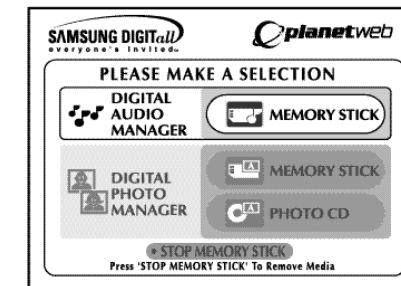 SAMSUNG DIGITall
everyone's invited™
planetweb
PLEASE MAKE A SELECTION
DIGITAL
AUDIO
MANAGER
MEMORY STICK
DIGITAL
PHOTO
MANAGER
MEMORY STICK
PHOTO CD
• STOP MEMORY STICK
Press 'STOP MEMORY STICK' To Remove Media